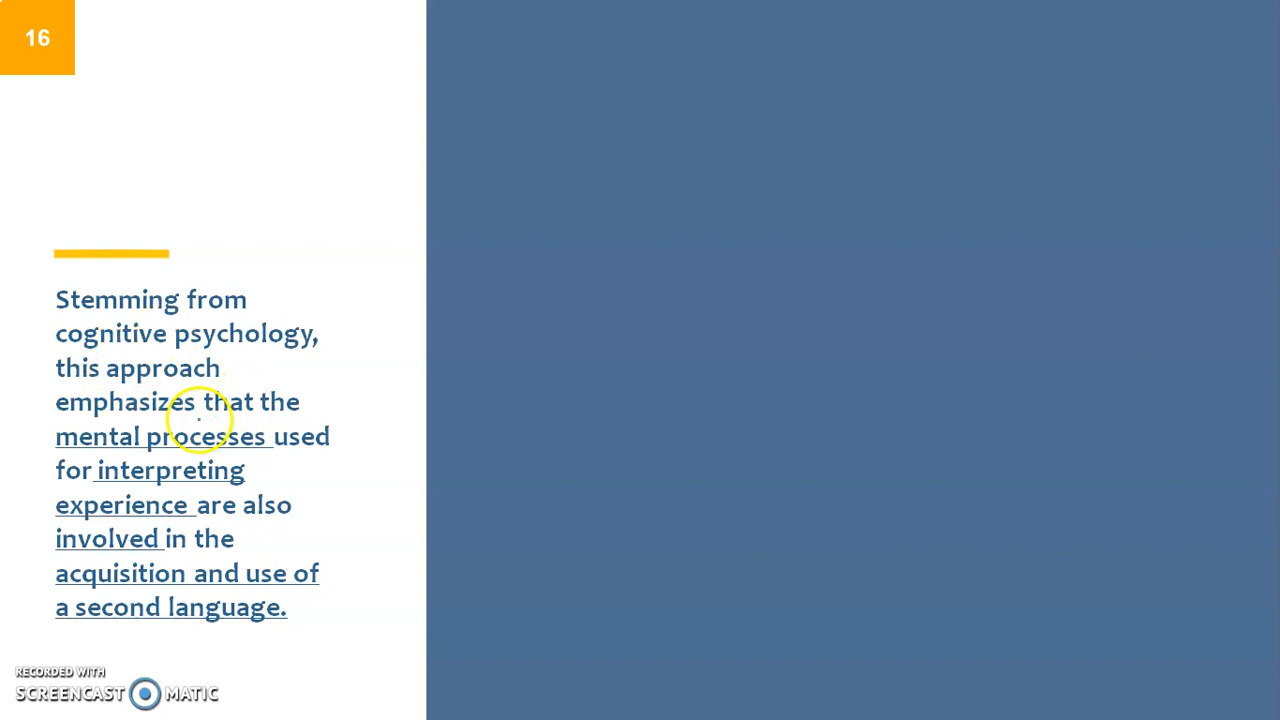 16
Stemming from
cognitive psychology,
this approach
emphasizes that the
mental processes used
for interpreting
experience are also
involved in the
acquisition and use of
a second language.
RECORDED WITH
SCREENCAST MATIC